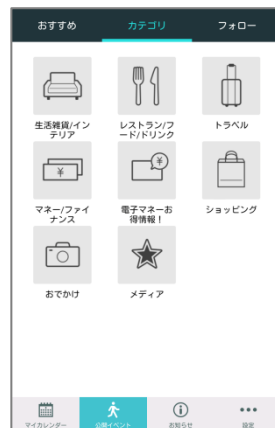 おすすめ カテゴリ フォロー
生活雑貨/イン レストラン/フ トラベル
テリア ード/ドリンク
¥ ¥
マネー/ファイ 電子マネーお ショッピング
ナンス 得情報！
おでかけ メディア
マイカレンダー 公開イベント お知らせ 設定